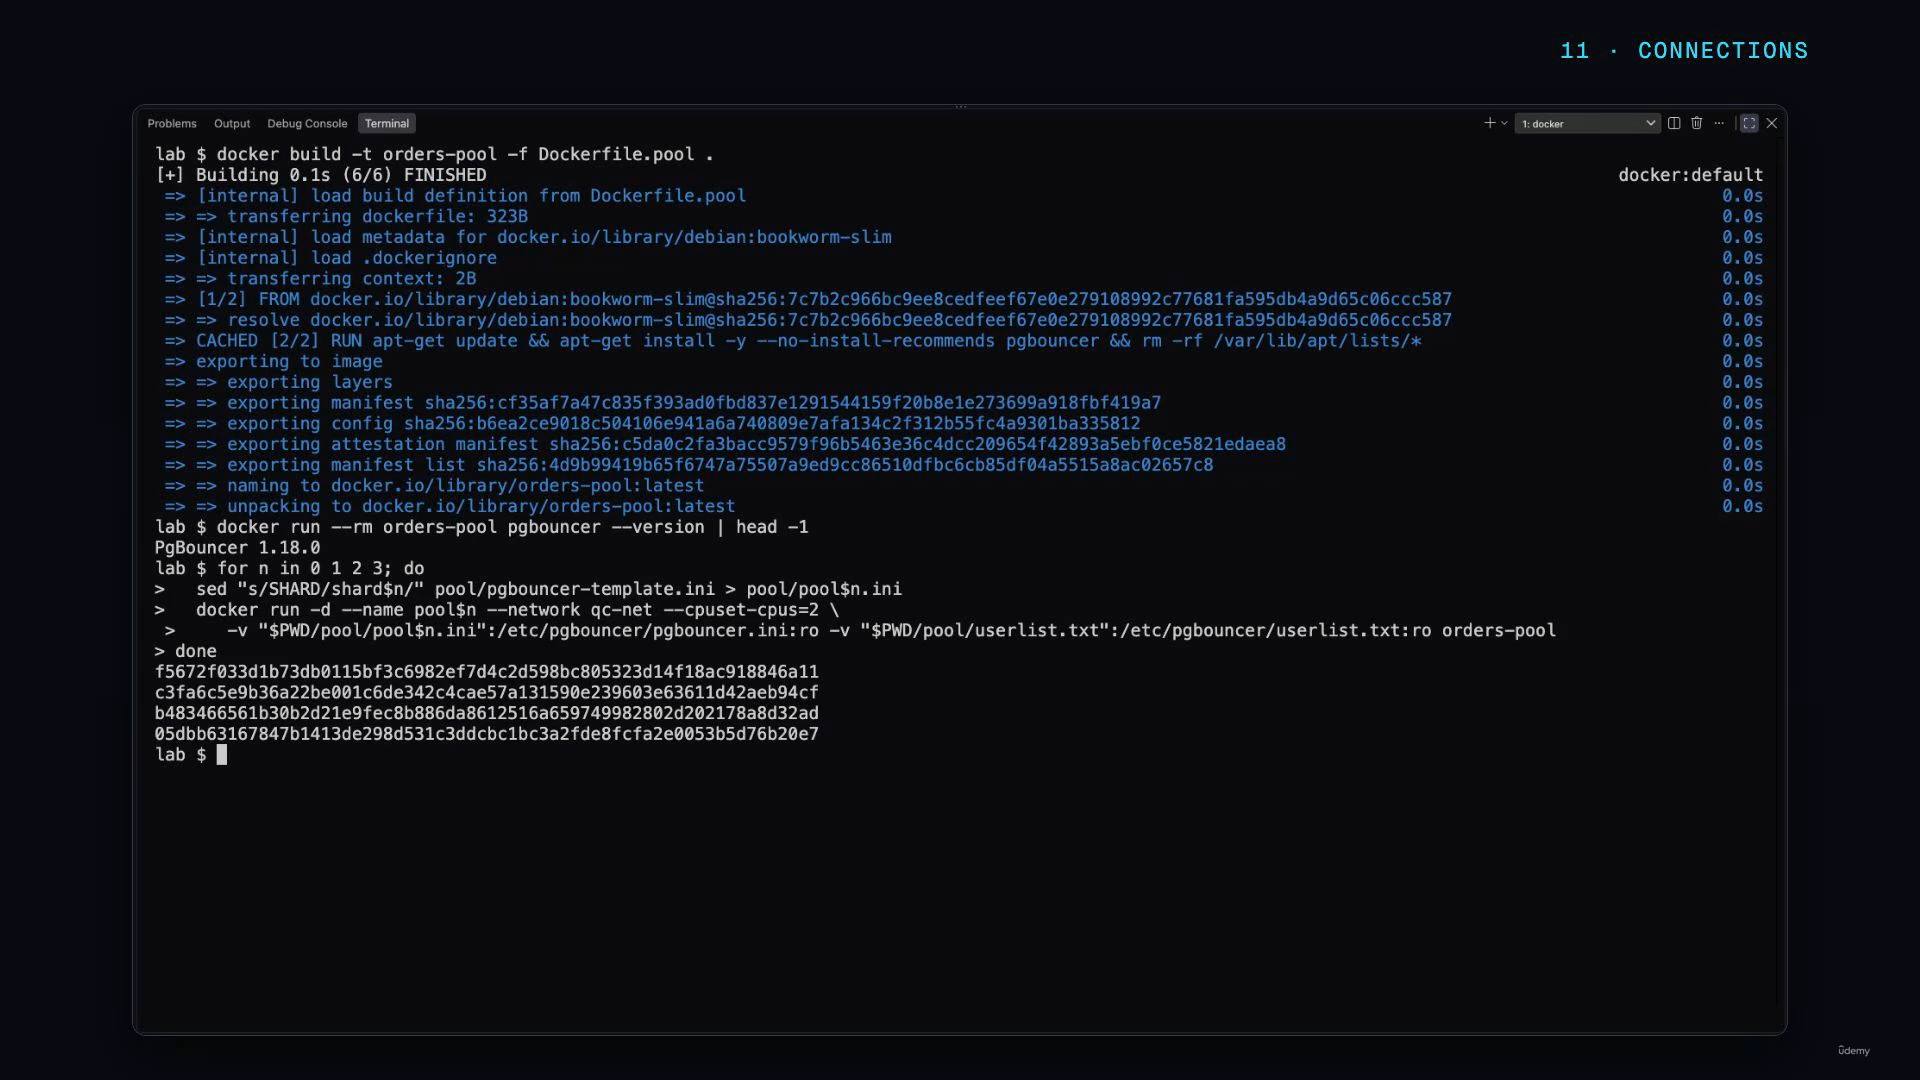 11 · CONNECTIONS
Problems Output Debug Console Terminal 1: docker
lab $ docker build -t orders-pool -f Dockerfile.pool .
[+] Building 0.1s (6/6) FINISHED docker:default
=> [internal] load build definition from Dockerfile.pool 0.0s
=> => transferring dockerfile: 323B 0.0s
=> [internal] load metadata for docker.io/library/debian:bookworm-slim 0.0s
=> [internal] load .dockerignore 0.0s
=> => transferring context: 2B 0.0s
=> [1/2] FROM docker.io/library/debian:bookworm-slim@sha256:7c7b2c966bc9ee8cedfeef67e0e279108992c77681fa595db4a9d65c06ccc587 0.0s
=> => resolve docker.io/library/debian:bookworm-slim@sha256:7c7b2c966bc9ee8cedfeef67e0e279108992c77681fa595db4a9d65c06ccc587 0.0s
=> CACHED [2/2] RUN apt-get update && apt-get install -y --no-install-recommends pgbouncer && rm -rf /var/lib/apt/lists/* 0.0s
=> exporting to image 0.0s
=> => exporting layers 0.0s
=> => exporting manifest sha256:cf35af7a47c835f393ad0fbd837e1291544159f20b8e1e273699a918fbf419a7 0.0s
=> => exporting config sha256:b6ea2ce9018c504106e941a6a740809e7afa134c2f312b55fc4a9301ba335812 0.0s
=> => exporting attestation manifest sha256:c5da0c2fa3bacc9579f96b5463e36c4dcc209654f42893a5ebf0ce5821edaea8 0.0s
=> => exporting manifest list sha256:4d9b99419b65f6747a75507a9ed9cc86510dfbc6cb85df04a5515a8ac02657c8 0.0s
=> => naming to docker.io/library/orders-pool:latest 0.0s
=> => unpacking to docker.io/library/orders-pool:latest 0.0s
lab $ docker run --rm orders-pool pgbouncer --version | head -1
PgBouncer 1.18.0
lab $ for n in 0 1 2 3; do
> sed "s/SHARD/shard$n/" pool/pgbouncer-template.ini > pool/pool$n.ini
> docker run -d --name pool$n --network qc-net --cpuset-cpus=2 \
> -v "$PWD/pool/pool$n.ini":/etc/pgbouncer/pgbouncer.ini:ro -v "$PWD/pool/userlist.txt":/etc/pgbouncer/userlist.txt:ro orders-pool
> done
f5672f033d1b73db0115bf3c6982ef7d4c2d598bc805323d14f18ac918846a11
c3fa6c5e9b36a22be001c6de342c4cae57a131590e239603e63611d42aeb94cf
b483466561b30b2d21e9fec8b886da8612516a659749982802d202178a8d32ad
05dbb63167847b1413de298d531c3ddcbc1bc3a2fde8fcfa2e0053b5d76b20e7
lab $
udemy